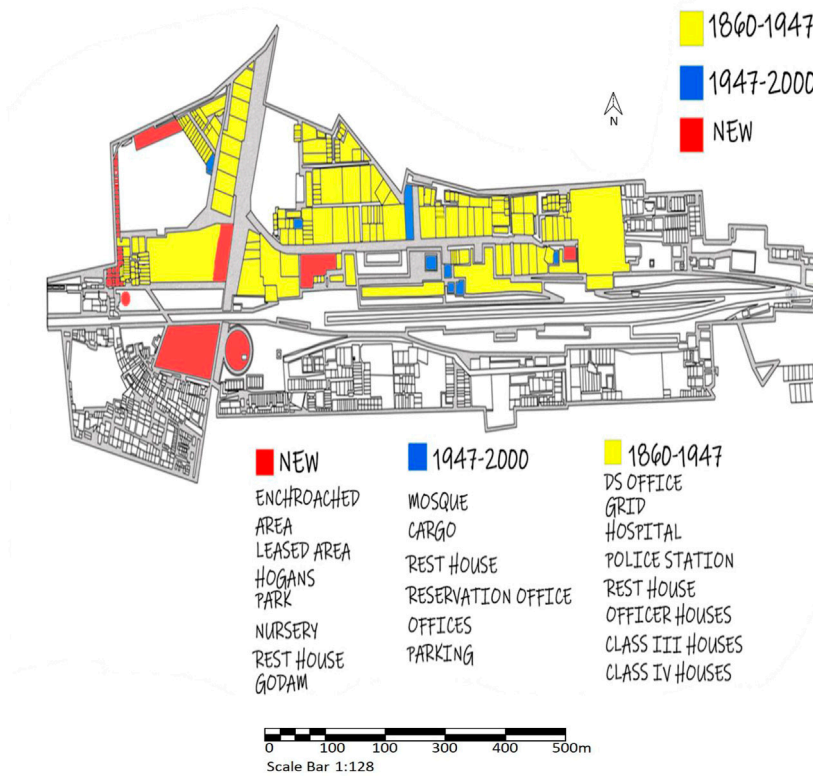 1860-1947
1947-2000
NEW
N
NEW
ENCHROACHED
AREA
LEASED AREA
HOGANS
PARK
NURSERY
REST HOUSE
GODAM
1947-2000
MOSQUE
CARGO
REST HOUSE
RESERVATION OFFICE
OFFICES
PARKING
1860-1947
DS OFFICE
GRID
HOSPITAL
POLICE STATION
REST HOUSE
OFFICER HOUSES
CLASS III HOUSES
CLASS IV HOUSES
0 100 100 300 400 500m
Scale Bar 1:128